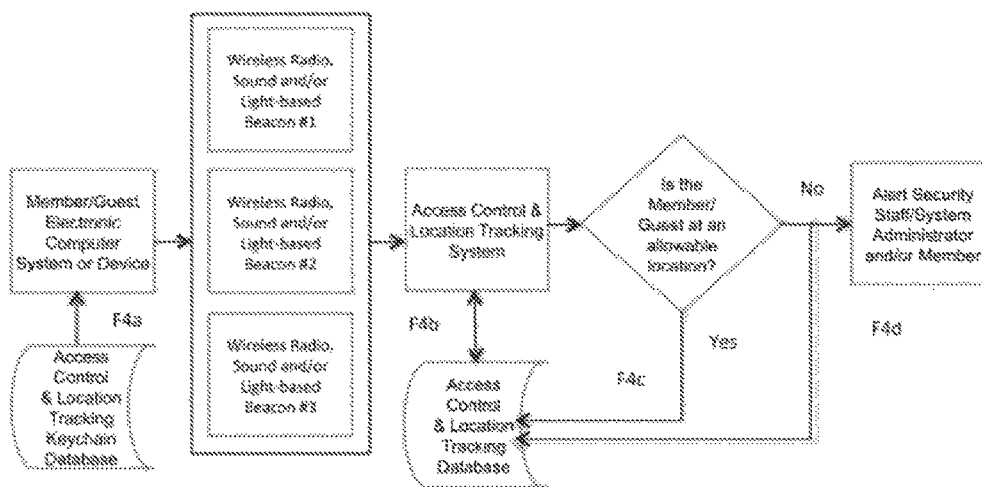 Member/Guest
Electronic
Computer
System or Device
F4a
Access
Control
& Location
Tracking
Keychain
Database
Wireless Radio,
Sound and/or
Light-based
Beacon #1
Wireless Radio,
Sound and/or
Light-based
Beacon #2
Wireless Radio,
Sound and/or
Light-based
Beacon #3
Access Control &
Location Tracking
System
F4b
Access
Control
& Location
Tracking
Database
Is the
Member/
Guest at an
allowable
location?
Yes
F4c
No
Alert Security
Staff/System
Administrator
and/or Member
F4d